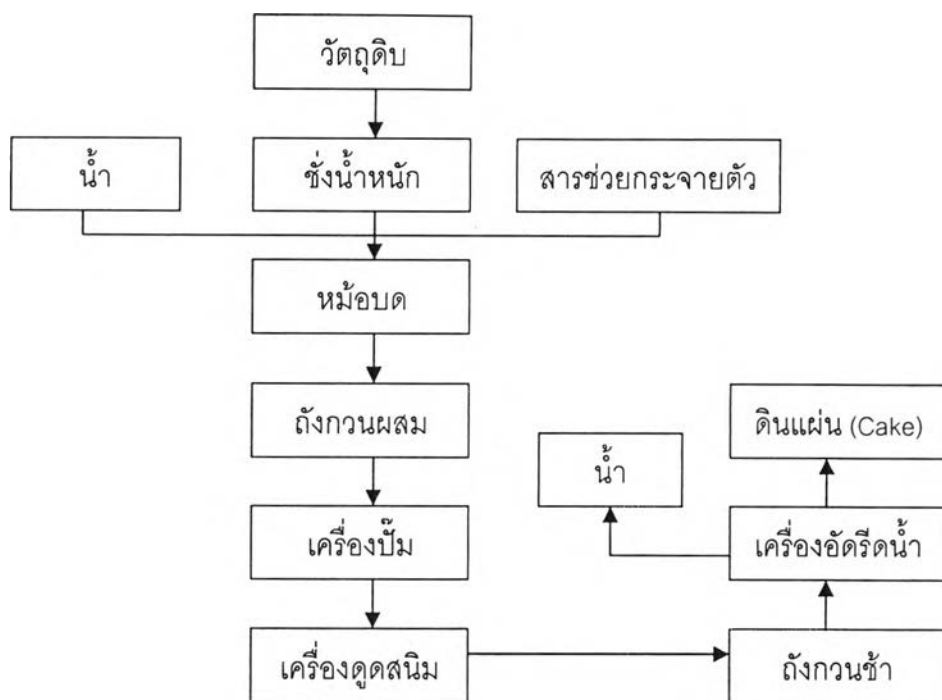 วัตถุดิบ
น้ำ
ชั่งน้ำหนัก
สารช่วยกระจายตัว
หม้อบด
ถังกวนผสม
ดินแผ่น (Cake)
น้ำ
เครื่องปั๊ม
เครื่องอัดรีดน้ำ
เครื่องดูดสนิม
ถังกวนช้า